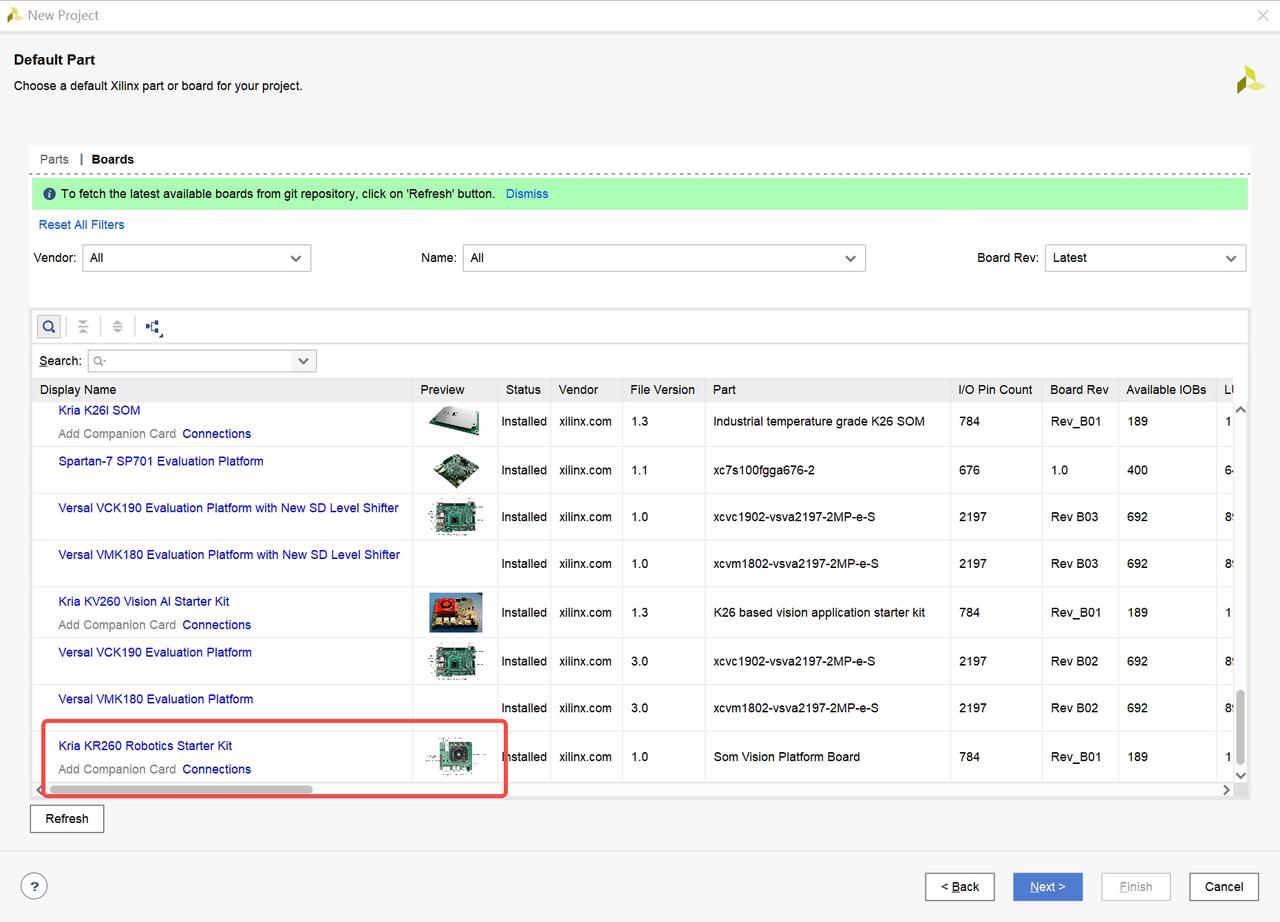 New Project
Default Part
Choose a default Xilinx part or board for your project.
Parts | Boards
To fetch the latest available boards from git repository, click on 'Refresh' button. Dismiss
Reset All Filters
Vendor: All Name: All Board Rev: Latest
Search:
Display Name Preview Status Vendor File Version Part I/O Pin Count Board Rev Available IOBs
Kria K26I SOM
Add Companion Card Connections
Installed xilinx.com 1.3 Industrial temperature grade K26 SOM 784 Rev_B01 189
Spartan-7 SP701 Evaluation Platform
Installed xilinx.com 1.1 xc7s100fgga676-2 676 1.0 400
Versal VCK190 Evaluation Platform with New SD Level Shifter
Installed xilinx.com 1.0 xcvc1902-vsva2197-2MP-e-S 2197 Rev B03 692
Versal VMK180 Evaluation Platform with New SD Level Shifter
Installed xilinx.com 1.0 xcvm1802-vsva2197-2MP-e-S 2197 Rev B03 692
Kria KV260 Vision AI Starter Kit
Add Companion Card Connections
Installed xilinx.com 1.3 K26 based vision application starter kit 784 Rev_B01 189
Versal VCK190 Evaluation Platform
Installed xilinx.com 3.0 xcvc1902-vsva2197-2MP-e-S 2197 Rev B02 692
Versal VMK180 Evaluation Platform
Installed xilinx.com 3.0 xcvm1802-vsva2197-2MP-e-S 2197 Rev B02 692
Kria KR260 Robotics Starter Kit
Add Companion Card Connections
Installed xilinx.com 1.0 Som Vision Platform Board 784 Rev_B01 189
Refresh
? < Back Next > Finish Cancel